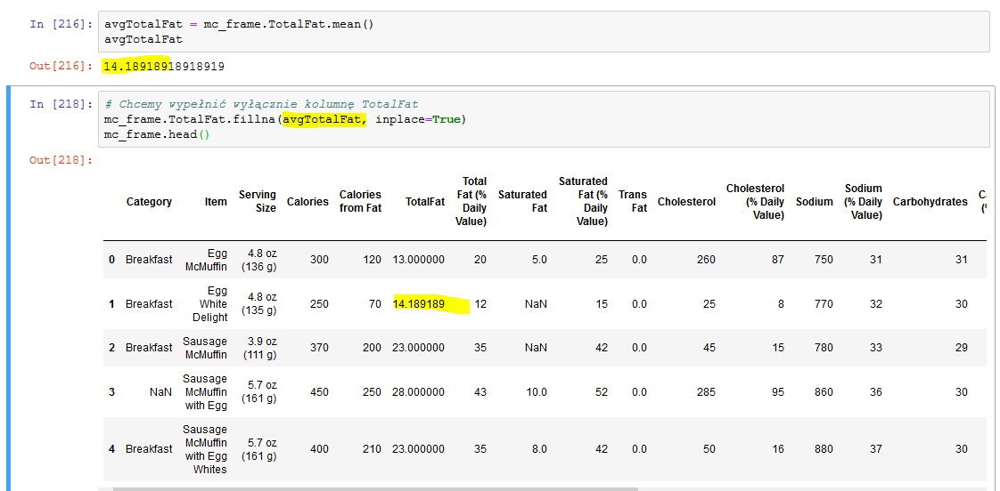 In [216]: avgTotalFat = mc_frame.TotalFat.mean()
avgTotalFat
Out[216]: 14.18918918918919
In [218]: # Chcemy wypełnić wyłącznie kolumnę TotalFat
mc_frame.TotalFat.fillna(avgTotalFat, inplace=True)
mc_frame.head()
Out[218]:
Category Item Serving Size Calories Calories from Fat TotalFat Total Fat (% Daily Value) Saturated Fat Saturated Fat (% Daily Value) Trans Fat Cholesterol Cholesterol (% Daily Value) Sodium Sodium (% Daily Value) Carbohydrates
0 Breakfast Egg McMuffin 4.8 oz (136 g) 300 120 13.000000 20 5.0 25 0.0 260 87 750 31 31
1 Breakfast Egg White Delight 4.8 oz (135 g) 250 70 14.189189 12 NaN 15 0.0 25 8 770 32 30
2 Breakfast Sausage McMuffin 3.9 oz (111 g) 370 200 23.000000 35 NaN 42 0.0 45 15 780 33 29
3 NaN Sausage McMuffin with Egg 5.7 oz (161 g) 450 250 28.000000 43 10.0 52 0.0 285 95 860 36 30
4 Breakfast Sausage McMuffin with Egg Whites 5.7 oz (161 g) 400 210 23.000000 35 8.0 42 0.0 50 16 880 37 30